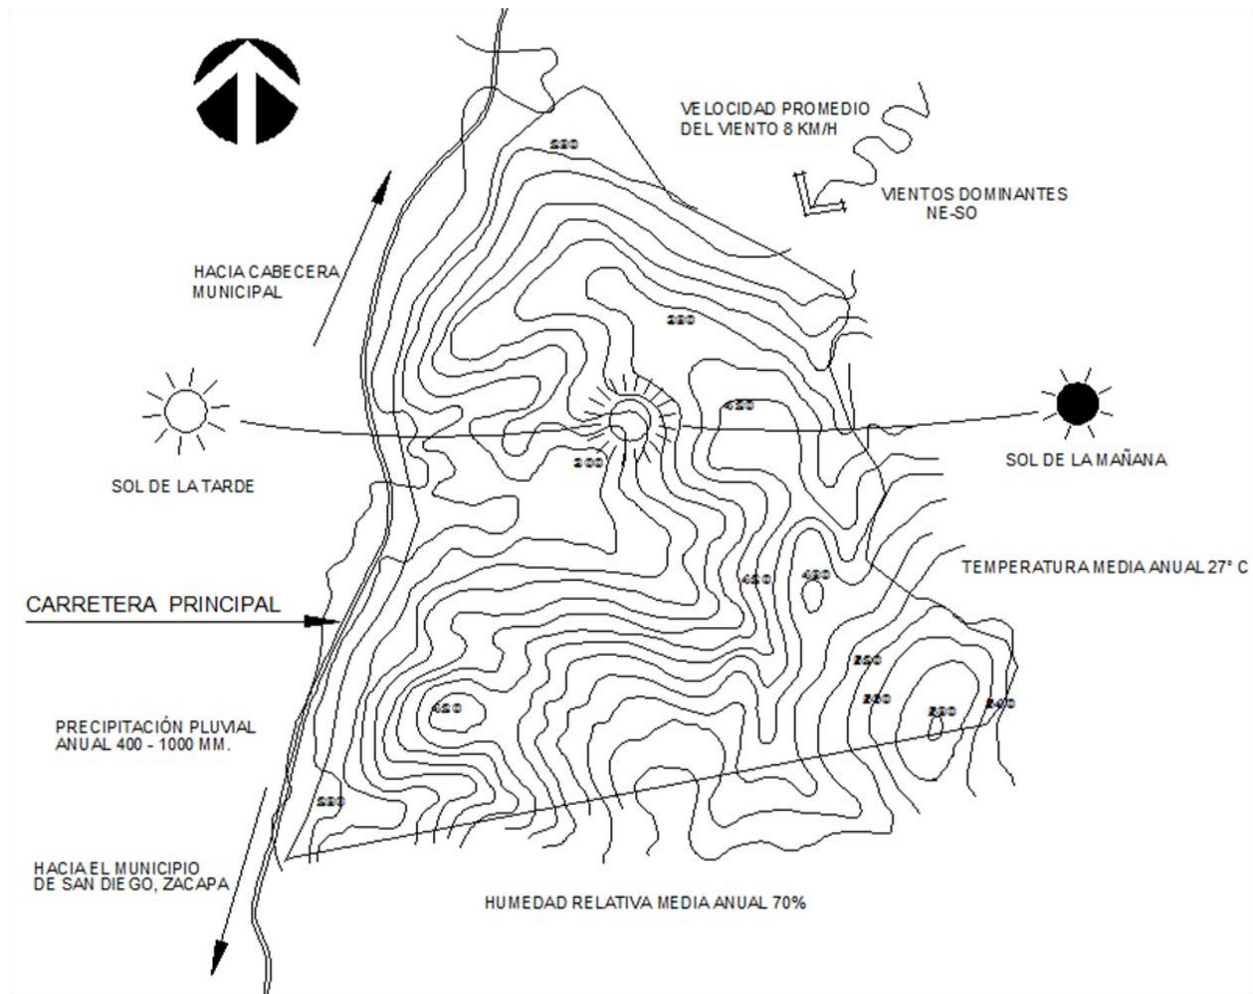 VELOCIDAD PROMEDIO
DEL VIENTO 8 KM/H
VIENTOS DOMINANTES
NE-SO
HACIA CABECERA
MUNICIPAL
SOL DE LA TARDE
SOL DE LA MAÑANA
TEMPERATURA MEDIA ANUAL 27° C
CARRETERA PRINCIPAL
PRECIPITACIÓN PLUVIAL
ANUAL 400 - 1000 MM.
HACIA EL MUNICIPIO
DE SAN DIEGO, ZACAPA
HUMEDAD RELATIVA MEDIA ANUAL 70%